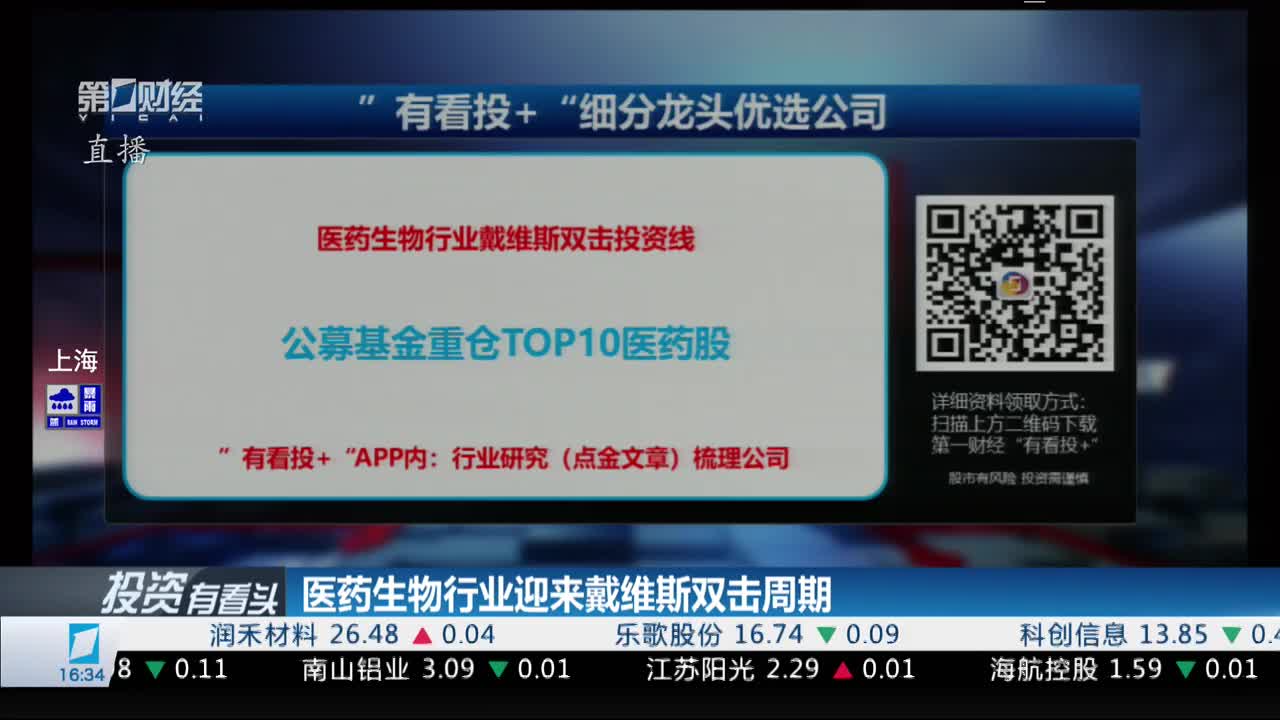 第一财经
YICAI
直播
”有看投+“细分龙头优选公司
医药生物行业戴维斯双击投资线
公募基金重仓TOP10医药股
”有看投+“APP内：行业研究（点金文章）梳理公司
详细资料领取方式：
扫描上方二维码下载
第一财经“有看投+“
股市有风险 投资需谨慎
上海
暴雨
RAIN STORM
投资有看头
医药生物行业迎来戴维斯双击周期
润禾材料 26.48 ▲ 0.04 乐歌股份 16.74 ▼ 0.09 科创信息 13.85 ▼ 0.4
16:34
8 ▼ 0.11 南山铝业 3.09 ▼ 0.01 江苏阳光 2.29 ▲ 0.01 海航控股 1.59 ▼ 0.01